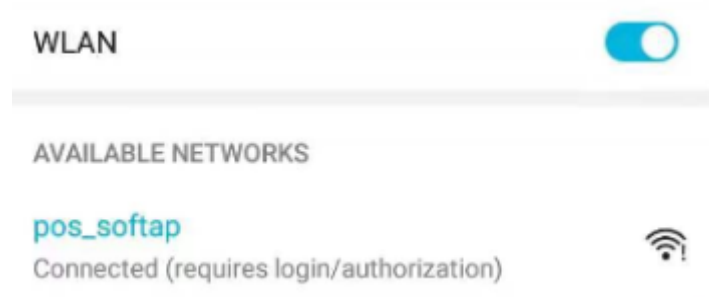 WLAN
AVAILABLE NETWORKS
pos_softap
Connected (requires login/authorization)